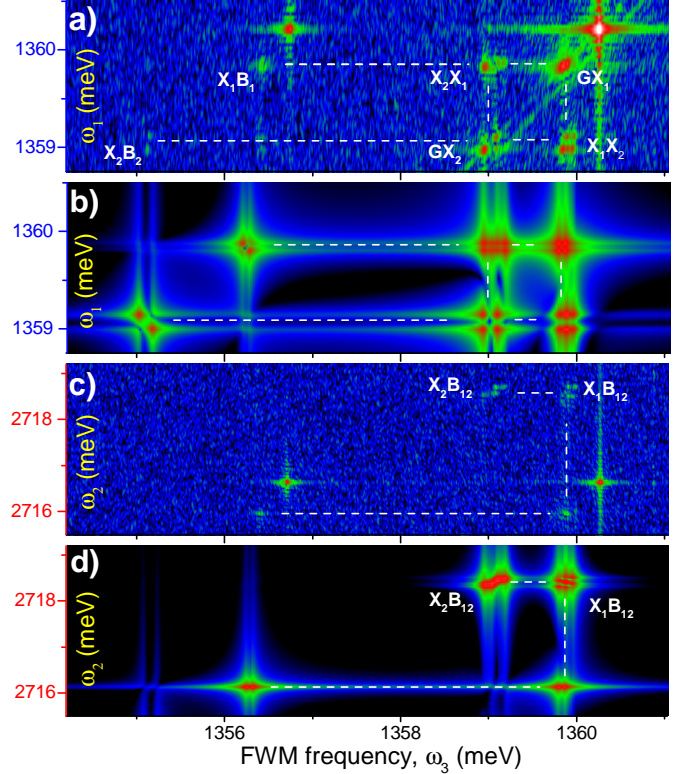 a)
1360
ω₁ (meV)
1359
X₁B₁
X₂X₁
GX₁
X₂B₂
GX₂
X₁X₂
b)
1360
ω₁ (meV)
1359
c)
2718
ω₂ (meV)
2716
X₂B₁₂
X₁B₁₂
d)
2718
ω₂ (meV)
2716
X₂B₁₂
X₁B₁₂
1356 1358 1360
FWM frequency, ω₃ (meV)